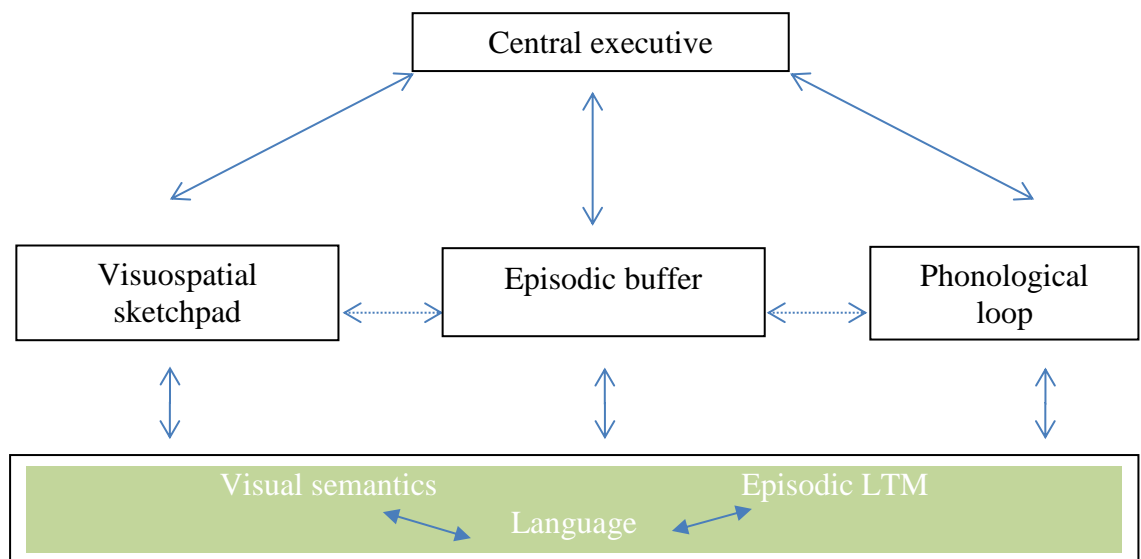 Central executive
Visuospatial
sketchpad
Episodic buffer
Phonological
loop
Visual semantics
Episodic LTM
Language